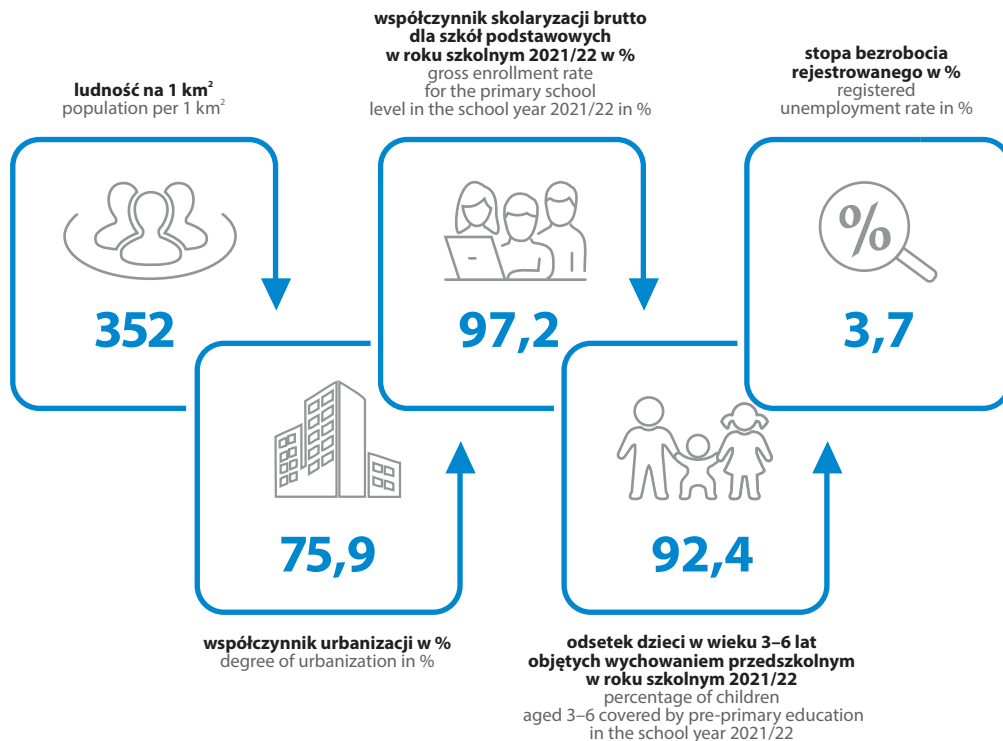 ludność na 1 km²
population per 1 km²
352
75,9
współczynnik urbanizacji w %
degree of urbanization in %
współczynnik skolaryzacji brutto
dla szkół podstawowych
w roku szkolnym 2021/22 w %
gross enrollment rate
for the primary school
level in the school year 2021/22 in %
97,2
92,4
odsetek dzieci w wieku 3–6 lat
objętych wychowaniem przedszkolnym
w roku szkolnym 2021/22
percentage of children
aged 3–6 covered by pre-primary education
in the school year 2021/22
stopa bezrobocia
rejestrowanego w %
registered
unemployment rate in %
%
3,7